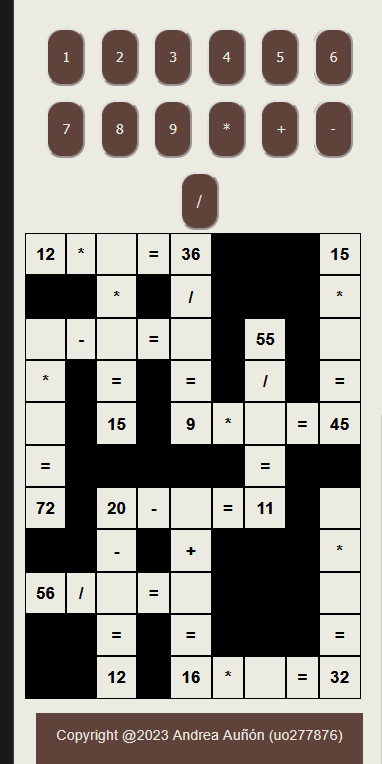 1 2 3 4 5 6
7 8 9 * + -
/
12 * = 36 15
* / *
- = 55
* = = / =
15 9 * = 45
= =
72 20 - = 11
- + *
56 / =
= = =
12 16 * = 32
Copyright @2023 Andrea Auñón (uo277876)